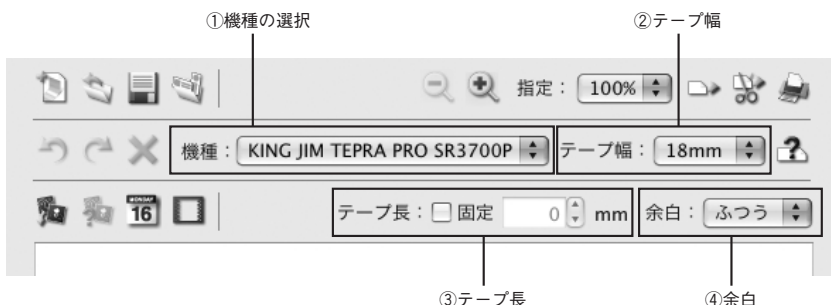 ①機種の選択 ②テープ幅
指定： 100%
機種： KING JIM TEPRA PRO SR3700P テープ幅： 18mm
MONDAY
16 テープ長： 固定 0 mm 余白： ふつう
③テープ長 ④余白